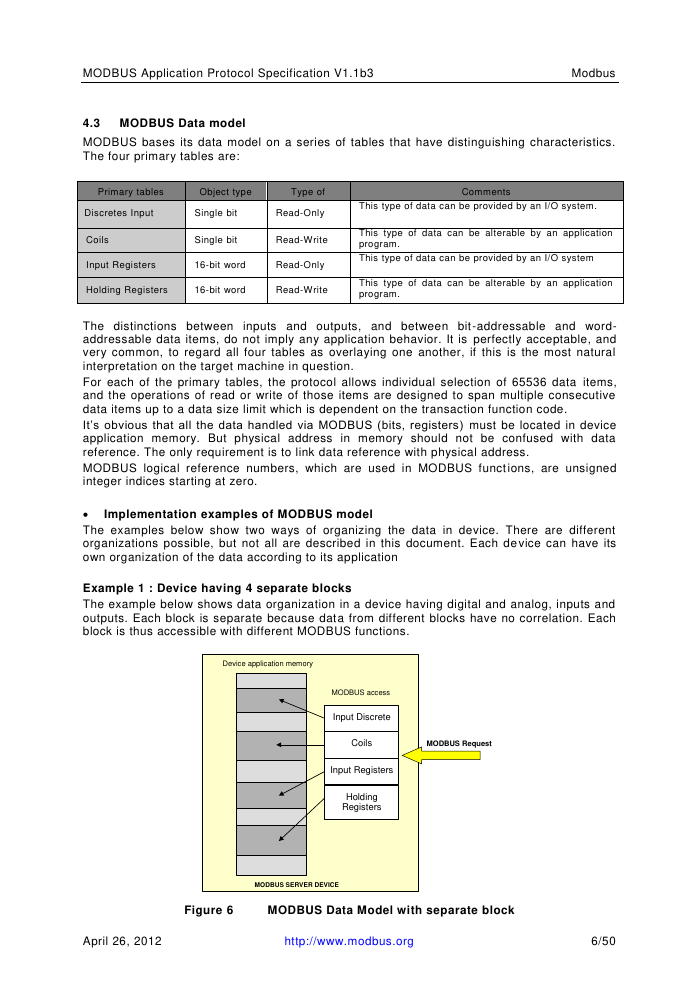 MODBUS Application Protocol Specification V1.1b3 Modbus
4.3 MODBUS Data model
MODBUS bases its data model on a series of tables that have distinguishing characteristics.
The four primary tables are:
Primary tables Object type Type of Comments
Discretes Input Single bit Read-Only This type of data can be provided by an I/O system.
Coils Single bit Read-Write This type of data can be alterable by an application
program.
Input Registers 16-bit word Read-Only This type of data can be provided by an I/O system
Holding Registers 16-bit word Read-Write This type of data can be alterable by an application
program.
The distinctions between inputs and outputs, and between bit-addressable and word-
addressable data items, do not imply any application behavior. It is perfectly acceptable, and
very common, to regard all four tables as overlaying one another, if this is the most natural
interpretation on the target machine in question.
For each of the primary tables, the protocol allows individual selection of 65536 data items,
and the operations of read or write of those items are designed to span multiple consecutive
data items up to a data size limit which is dependent on the transaction function code.
It's obvious that all the data handled via MODBUS (bits, registers) must be located in device
application memory. But physical address in memory should not be confused with data
reference. The only requirement is to link data reference with physical address.
MODBUS logical reference numbers, which are used in MODBUS functions, are unsigned
integer indices starting at zero.
• Implementation examples of MODBUS model
The examples below show two ways of organizing the data in device. There are different
organizations possible, but not all are described in this document. Each device can have its
own organization of the data according to its application
Example 1 : Device having 4 separate blocks
The example below shows data organization in a device having digital and analog, inputs and
outputs. Each block is separate because data from different blocks have no correlation. Each
block is thus accessible with different MODBUS functions.
Device application memory
MODBUS access
Input Discrete
Coils
MODBUS Request
Input Registers
Holding
Registers
MODBUS SERVER DEVICE
Figure 6 MODBUS Data Model with separate block
April 26, 2012 http://www.modbus.org 6/50